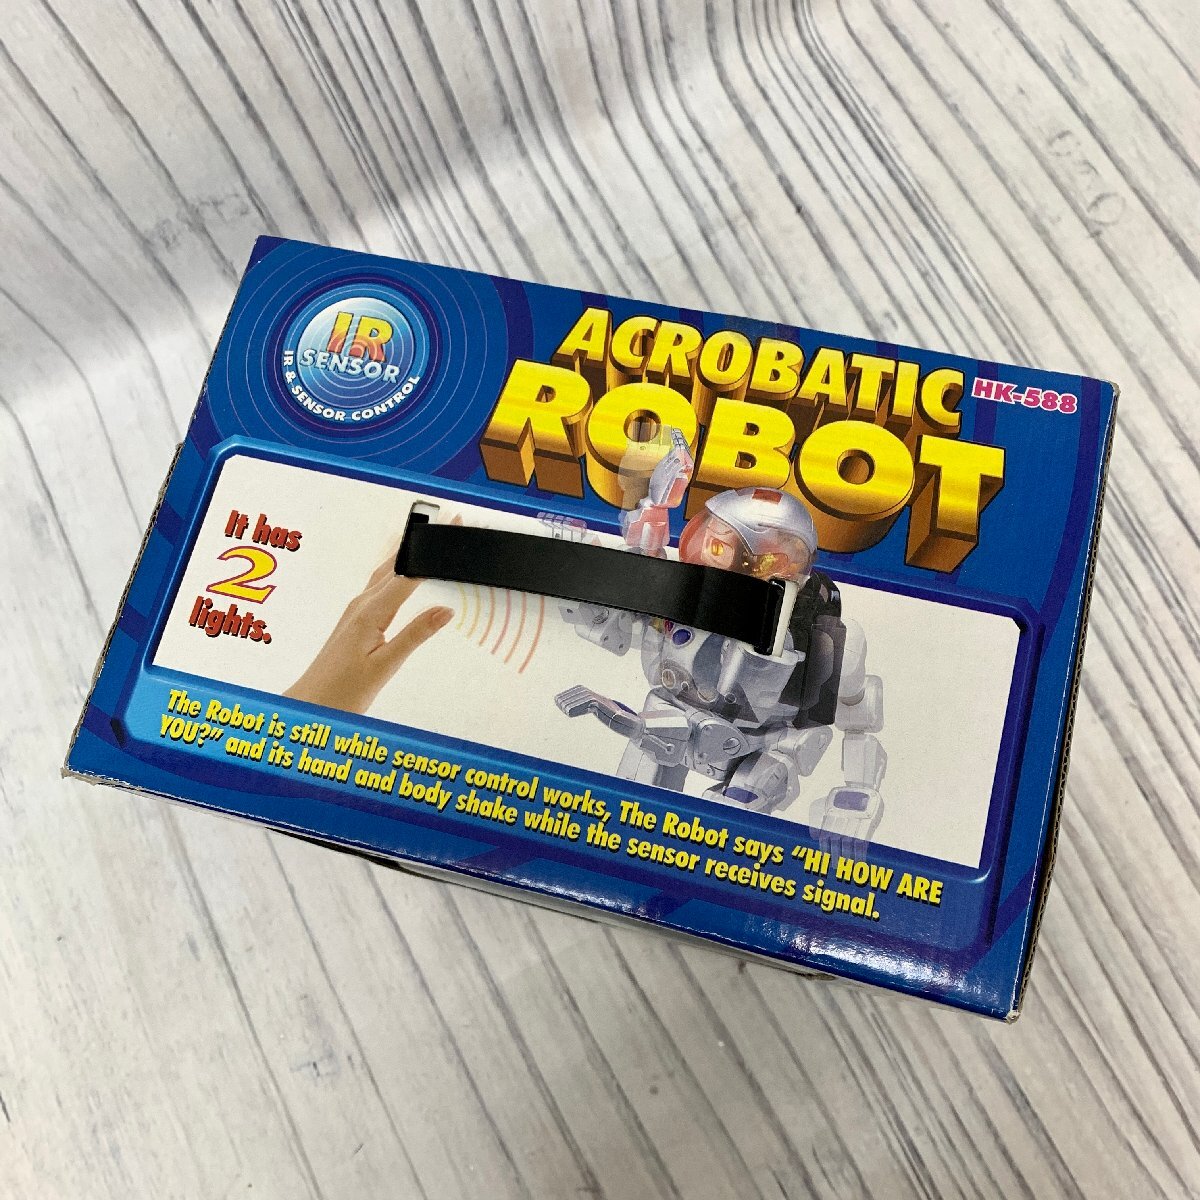 IR
SENSOR
IR & SENSOR CONTROL
ACROBATIC
ROBOT
HK-588
It has
2
lights.
The Robot is still while sensor control works, The Robot says "HI HOW ARE
YOU?" and its hand and body shake while the sensor receives signal.